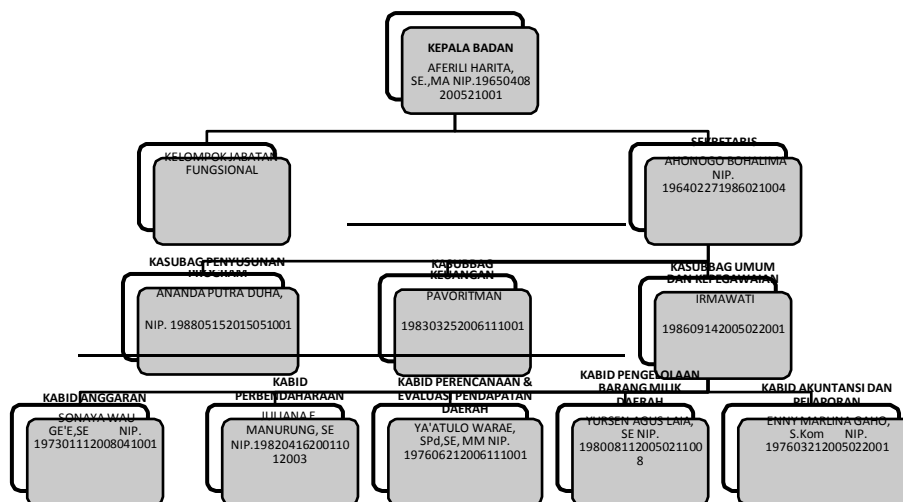 KEPALA BADAN
AFERILI HARITA,
SE.,MA NIP.19650408
200521001
KELOMPOK JABATAN
FUNGSIONAL
SEKRETARIS
AHONOGO BOHALIMA
NIP.
196402271986021004
KASUBAG PENYUSUNAN
PROGRAM
ANANDA PUTRA DUHA,
NIP. 198805152015051001
KASUBBAG
KEUANGAN
PAVORITMAN
198303252006111001
KASUBBAG UMUM
DAN KEPEGAWAIAN
IRMAWATI
198609142005022001
KABID ANGGARAN
SONAYA WAU
GE'E,SE NIP.
197301112008041001
KABID
PERBENDAHARAAN
JULIANA F
MANURUNG, SE
NIP.19820416200110
12003
KABID PERENCANAAN &
EVALUASI PENDAPATAN
DAERAH
YA'ATULO WARAE,
SPd,SE, MM NIP.
197606212006111001
KABID PENGELOLAAN
BARANG MILIK
DAERAH
YURSEN AGUS LAIA,
SE NIP.
198008112005021100
8
KABID AKUNTANSI DAN
PELAPORAN
ENNY MARLINA GAHO,
S.Kom NIP.
197603212005022001